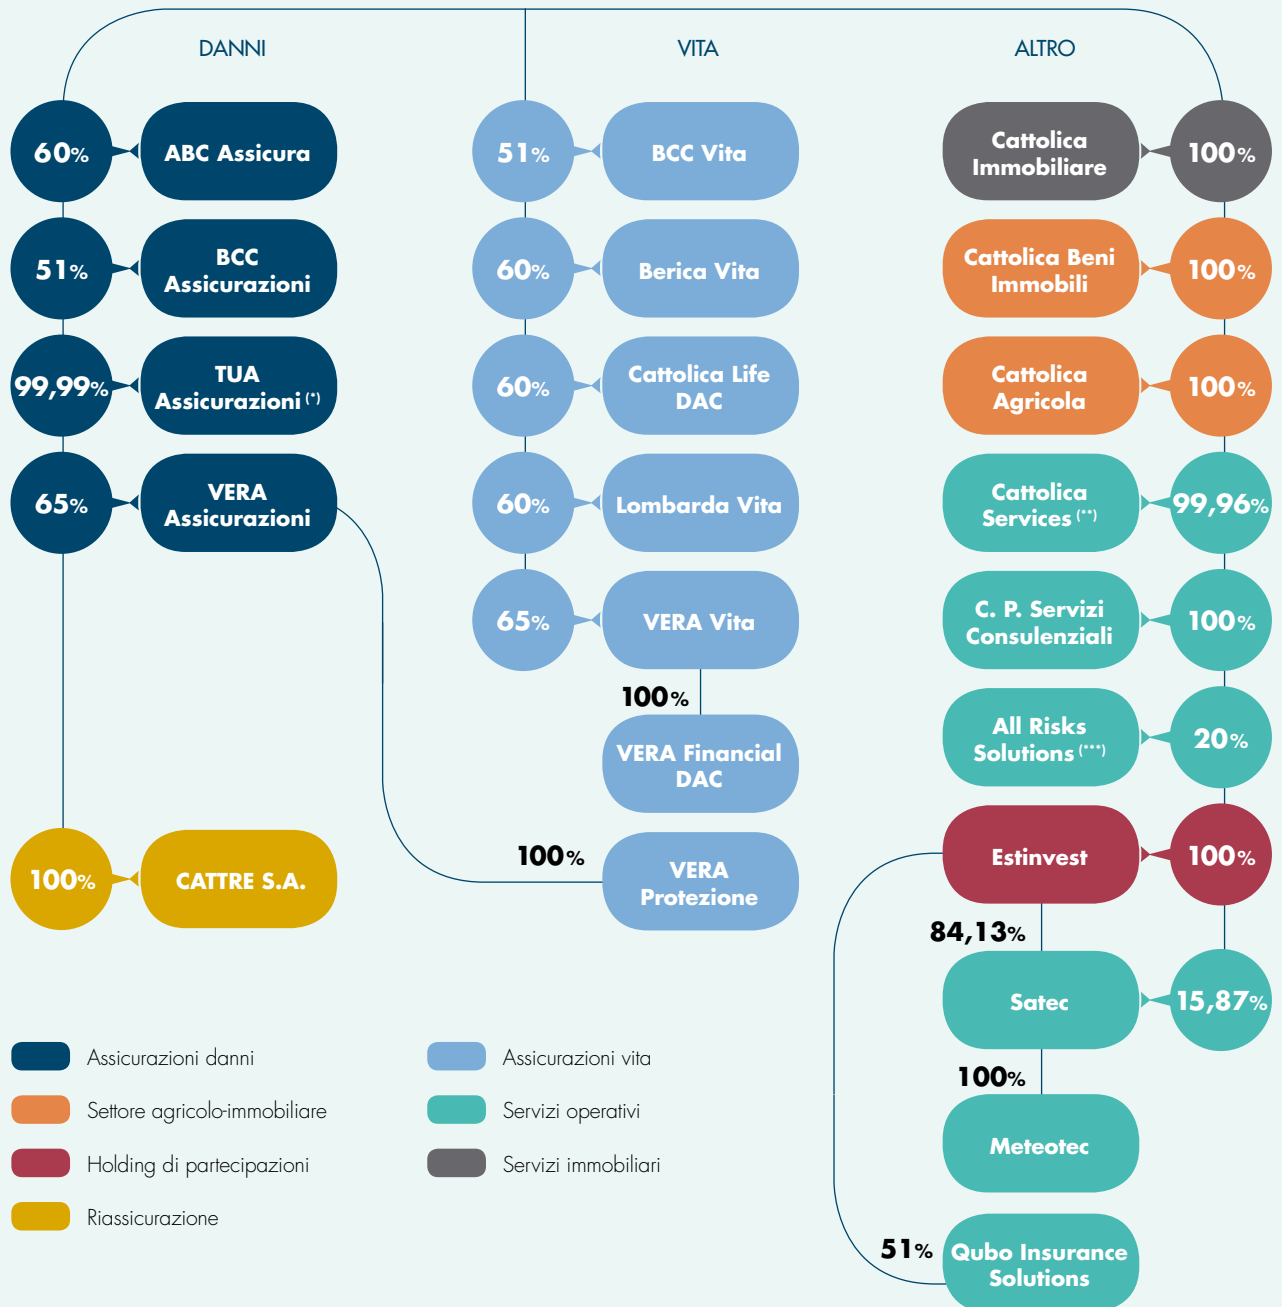 DANNI
60%
ABC Assicura
51%
BCC
Assicurazioni
99,99%
TUA
Assicurazioni (*)
65%
VERA
Assicurazioni
100%
CATTRE S.A.
VITA
51%
BCC Vita
60%
Berica Vita
60%
Cattolica Life
DAC
60%
Lombarda Vita
65%
VERA Vita
100%
VERA Financial
DAC
100%
VERA
Protezione
ALTRO
Cattolica
Immobiliare
100%
Cattolica Beni
Immobili
100%
Cattolica
Agricola
100%
Cattolica
Services (**)
99,96%
C. P. Servizi
Consulenziali
100%
All Risks
Solutions (***)
20%
Estinvest
100%
84,13%
Satec
15,87%
100%
Meteotec
51%
Qubo Insurance
Solutions
Assicurazioni danni
Settore agricolo-immobiliare
Holding di partecipazioni
Riassicurazione
Assicurazioni vita
Servizi operativi
Servizi immobiliari